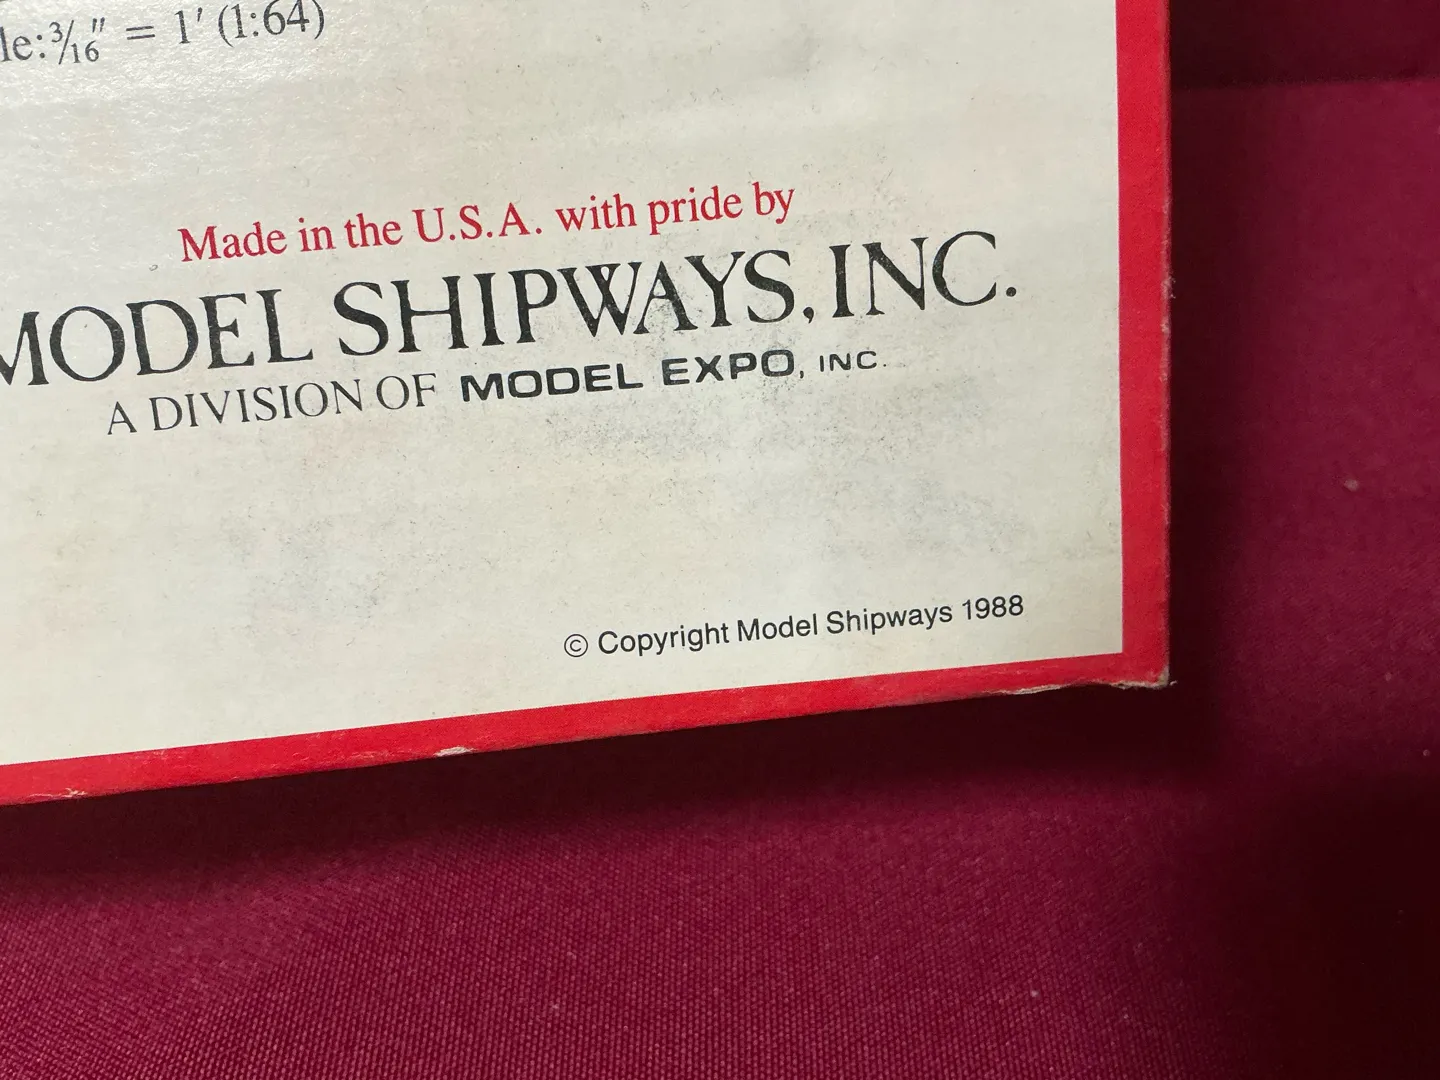 le: 3/16" = 1' (1:64)
Made in the U.S.A. with pride by
MODEL SHIPWAYS, INC.
A DIVISION OF MODEL EXPO, INC.
© Copyright Model Shipways 1988